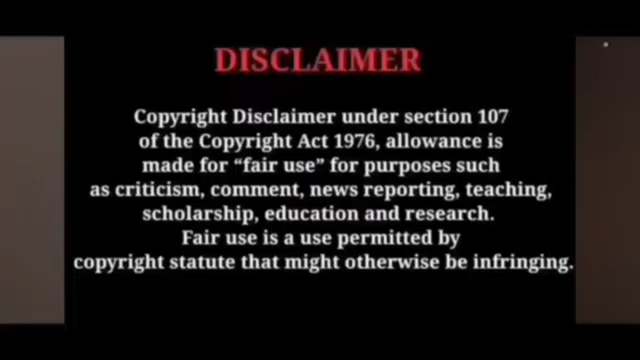 DISCLAIMER
Copyright Disclaimer under section 107
of the Copyright Act 1976, allowance is
made for “fair use” for purposes such
as criticism, comment, news reporting, teaching,
scholarship, education and research.
Fair use is a use permitted by
copyright statute that might otherwise be infringing.